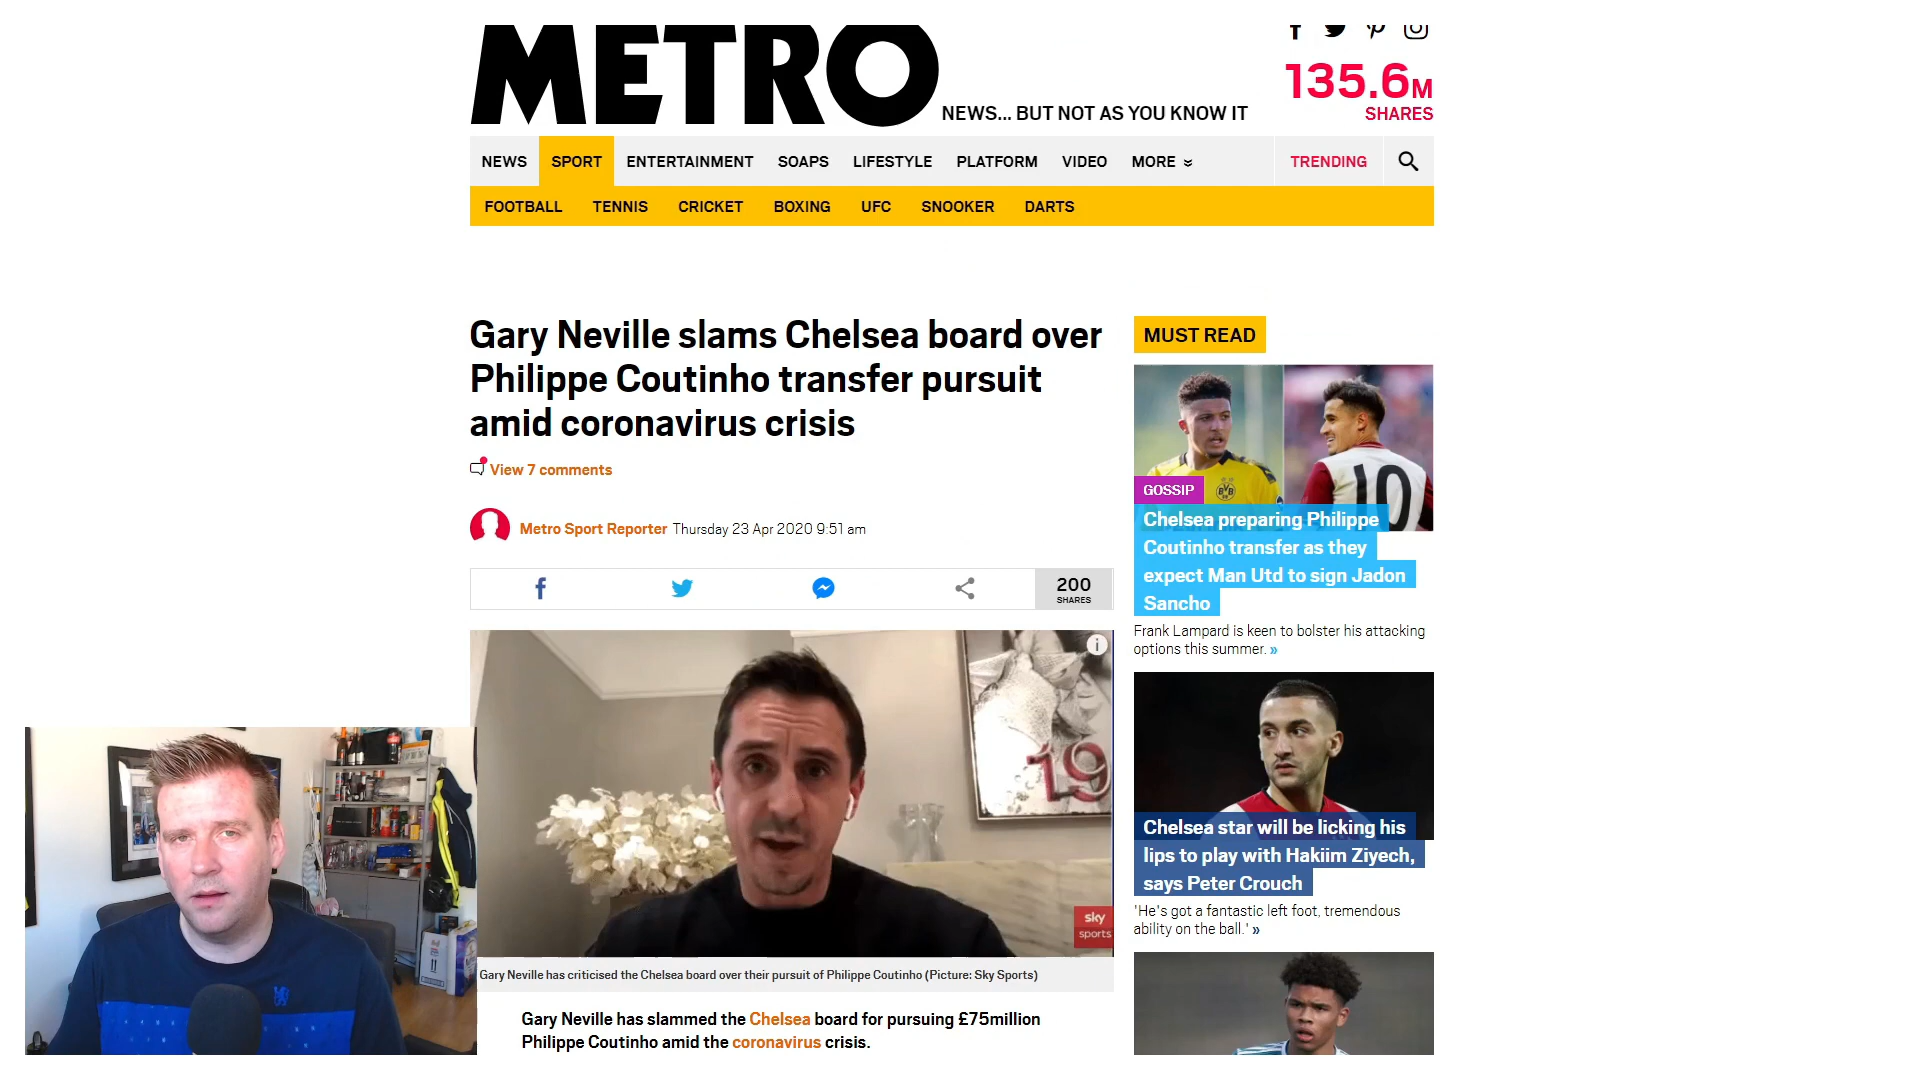 METRO
NEWS... BUT NOT AS YOU KNOW IT
135.6M
SHARES
NEWS SPORT ENTERTAINMENT SOAPS LIFESTYLE PLATFORM VIDEO MORE TRENDING
FOOTBALL TENNIS CRICKET BOXING UFC SNOOKER DARTS
Gary Neville slams Chelsea board over
Philippe Coutinho transfer pursuit
amid coronavirus crisis
View 7 comments
Metro Sport Reporter Thursday 23 Apr 2020 9:51 am
200
SHARES
19
sky
sports
Gary Neville has criticised the Chelsea board over their pursuit of Philippe Coutinho (Picture: Sky Sports)
Gary Neville has slammed the Chelsea board for pursuing £75million
Philippe Coutinho amid the coronavirus crisis.
MUST READ
BVB
10
GOSSIP
Chelsea preparing Philippe
Coutinho transfer as they
expect Man Utd to sign Jadon
Sancho
Frank Lampard is keen to bolster his attacking
options this summer. »
Chelsea star will be licking his
lips to play with Hakiim Ziyech,
says Peter Crouch
'He's got a fantastic left foot, tremendous
ability on the ball.' »